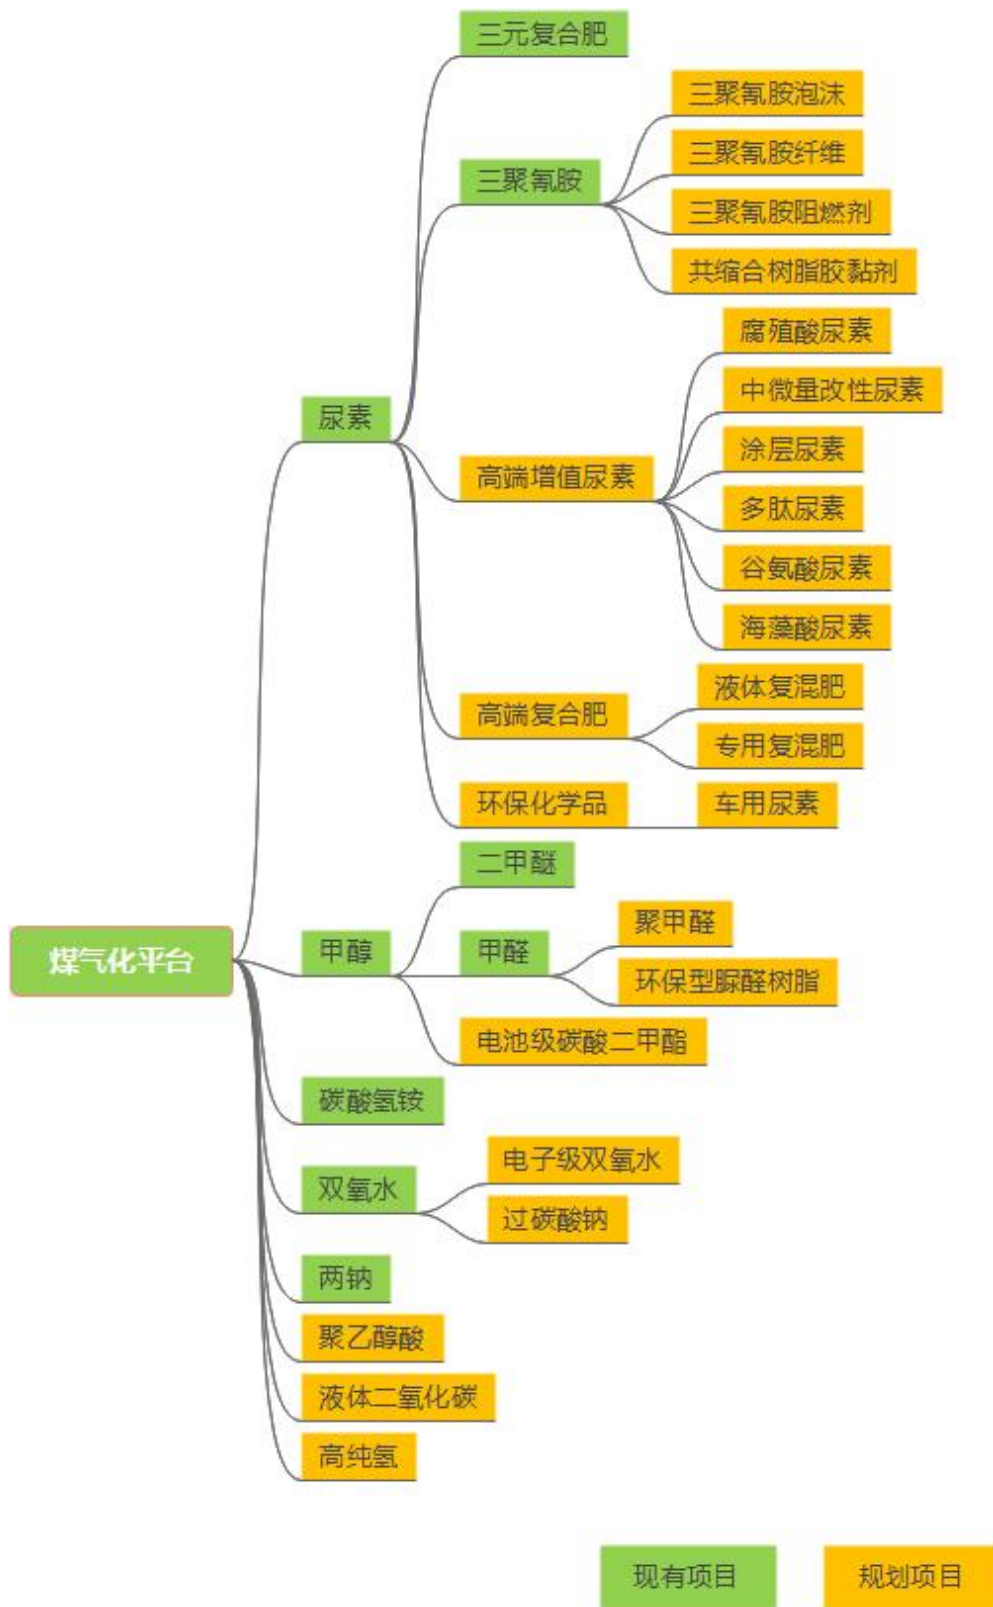 三元复合肥
三聚氰胺泡沫
三聚氰胺纤维
三聚氰胺
三聚氰胺阻燃剂
共缩合树脂胶黏剂
腐殖酸尿素
中微量改性尿素
尿素
涂层尿素
高端增值尿素
多肽尿素
谷氨酸尿素
海藻酸尿素
液体复混肥
高端复合肥
专用复混肥
环保化学品
车用尿素
二甲醚
聚甲醛
煤气化平台
甲醇
甲醛
环保型脲醛树脂
电池级碳酸二甲酯
碳酸氢铵
电子级双氧水
双氧水
过碳酸钠
两钠
聚乙醇酸
液体二氧化碳
高纯氢
现有项目
规划项目